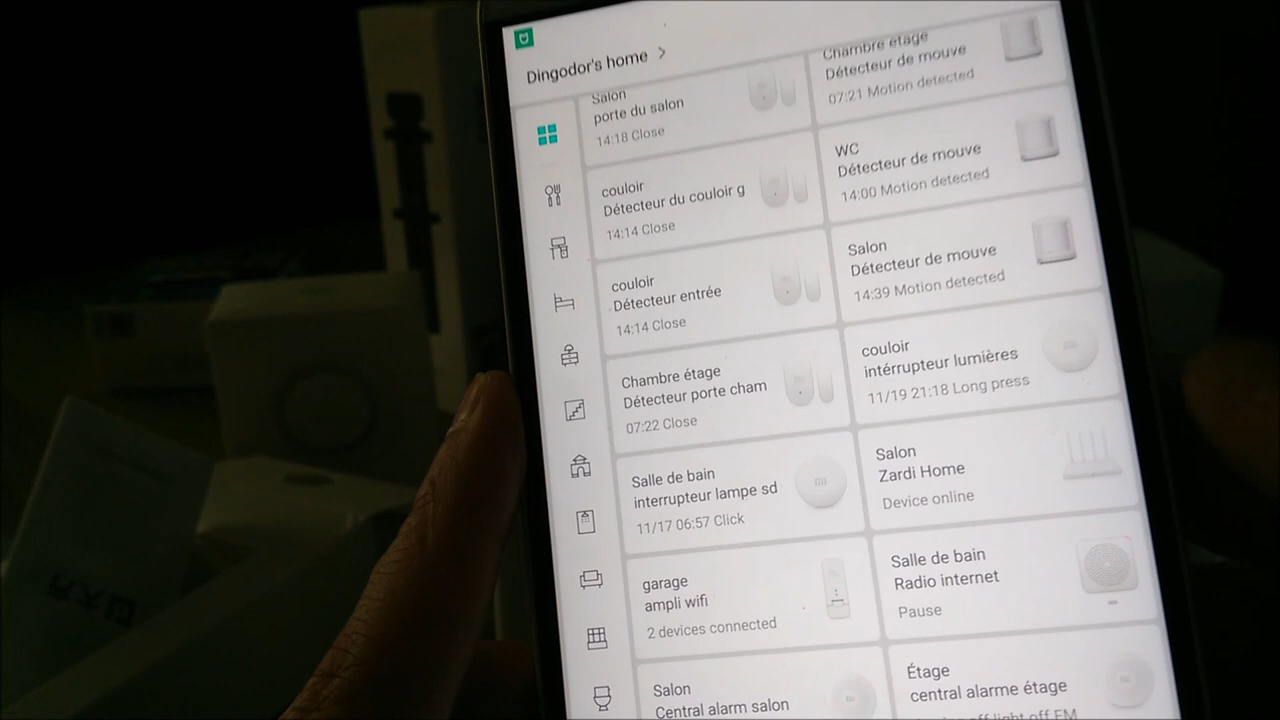 Dingodor's home >
Salon
porte du salon
14:18 Close
couloir
Détecteur du couloir g
14:14 Close
couloir
Détecteur entrée
14:14 Close
Chambre étage
Détecteur porte cham
07:22 Close
Salle de bain
interrupteur lampe sd
11/17 06:57 Click
garage
ampli wifi
2 devices connected
Salon
Central alarm salon
Chambre étage
Détecteur de mouve
07:21 Motion detected
WC
Détecteur de mouve
14:00 Motion detected
Salon
Détecteur de mouve
14:39 Motion detected
couloir
intérrupteur lumières
11/19 21:18 Long press
Salon
Zardi Home
Device online
Salle de bain
Radio internet
Pause
Étage
central alarme étage